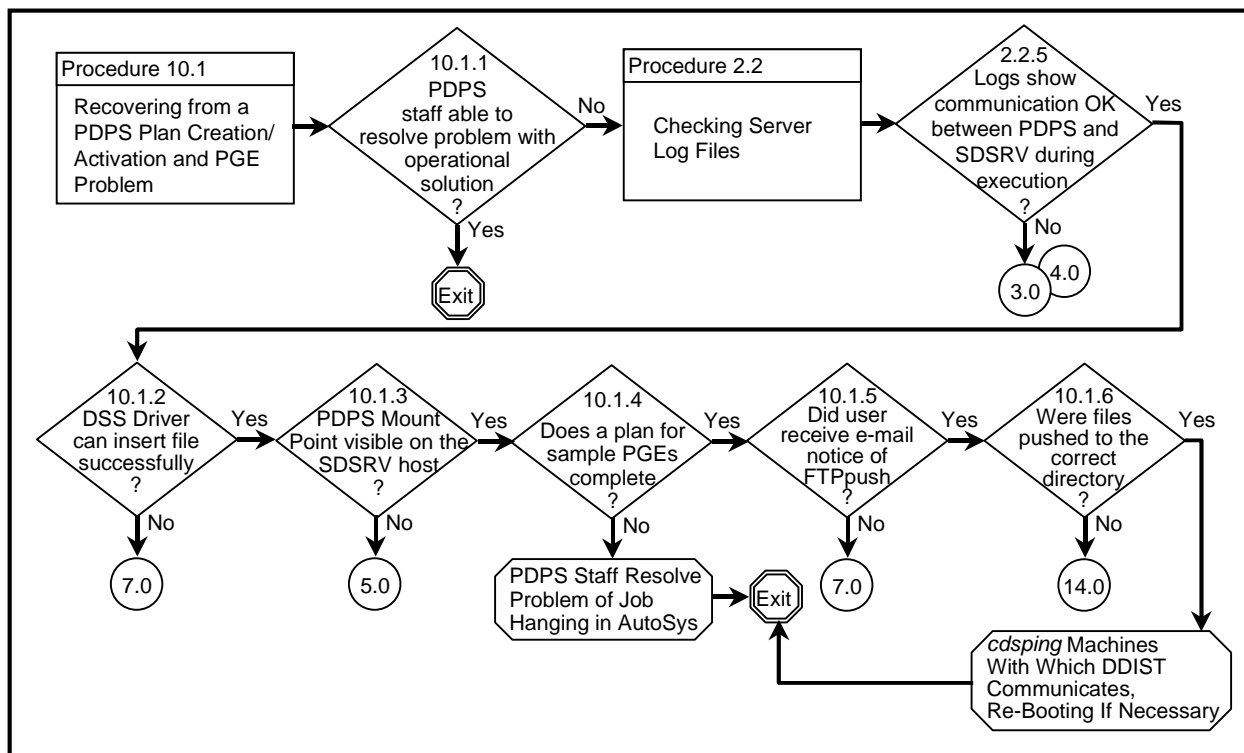 Procedure 10.1
Recovering from a
PDPS Plan Creation/
Activation and PGE
Problem
10.1.1
PDPS
staff able to
resolve problem with
operational
solution
?
No
Yes
Exit
Procedure 2.2
Checking Server
Log Files
2.2.5
Logs show
communication OK
between PDPS and
SDSRV during
execution
?
Yes
No
3.0
4.0
10.1.2
DSS Driver
can insert file
successfully
?
Yes
No
7.0
10.1.3
PDPS Mount
Point visible on the
SDSRV host
?
Yes
No
5.0
10.1.4
Does a plan for
sample PGEs
complete
?
Yes
No
PDPS Staff Resolve
Problem of Job
Hanging in AutoSys
Exit
10.1.5
Did user
receive e-mail
notice of
FTPpush
?
Yes
No
7.0
10.1.6
Were files
pushed to the
correct
directory
?
Yes
No
14.0
cdsping Machines
With Which DDIST
Communicates,
Re-Booting If Necessary